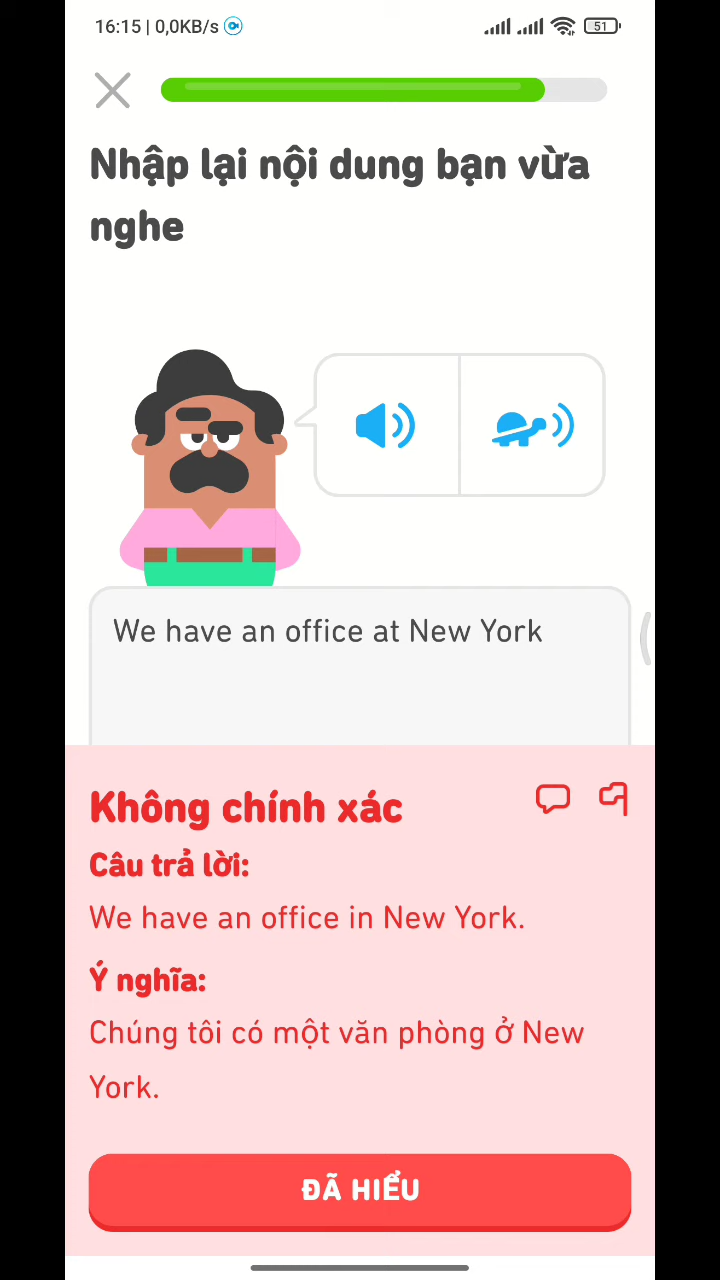 16:15 | 0,0KB/s
51
Nhập lại nội dung bạn vừa
nghe
We have an office at New York
Không chính xác
Câu trả lời:
We have an office in New York.
Ý nghĩa:
Chúng tôi có một văn phòng ở New
York.
ĐÃ HIỂU